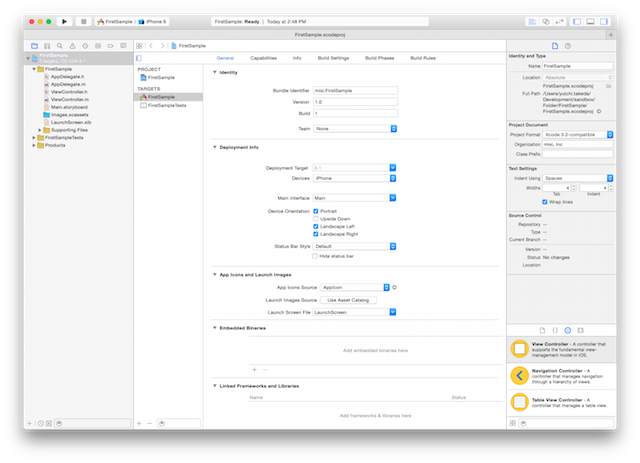 FirstSample
iPhone 6
FirstSample: Ready
Today at 2:48 PM
FirstSample.xcodeproj
FirstSample
FirstSample
FirstSample
AppDelegate.h
AppDelegate.m
ViewController.h
ViewController.m
Main.storyboard
Images.xcassets
LaunchScreen.xib
Supporting Files
FirstSampleTests
Products
PROJECT
FirstSample
TARGETS
FirstSample
FirstSampleTests
General
Capabilities
Info
Build Settings
Build Phases
Build Rules
Identity
Bundle Identifier mixi.FirstSample
Version 1.0
Build 1
Team None
Deployment Info
Deployment Target 8.1
Devices iPhone
Main Interface Main
Device Orientation Portrait
Upside Down
Landscape Left
Landscape Right
Status Bar Style Default
Hide status bar
App Icons and Launch Images
App Icons Source AppIcon
Launch Images Source Use Asset Catalog
Launch Screen File LaunchScreen
Embedded Binaries
Add embedded binaries here
Linked Frameworks and Libraries
Name Status
Add frameworks & libraries here
Identity and Type
Name FirstSample
Location Absolute
FirstSample.xcodeproj
Full Path /Users/yuichi.takeda/
Development/sandbox/
Folder/FirstSample/
FirstSample.xcodeproj
Project Document
Project Format Xcode 3.2-compatible
Organization mixi, Inc
Class Prefix
Text Settings
Indent Using Spaces
Widths 4 4
Tab Indent
Wrap lines
Source Control
Repository --
Type --
Current Branch --
Version --
Status No changes
Location
View Controller - A controller that
supports the fundamental view-
management model in iOS.
Navigation Controller - A
controller that manages navigation
through a hierarchy of views.
Table View Controller - A
controller that manages a table view.